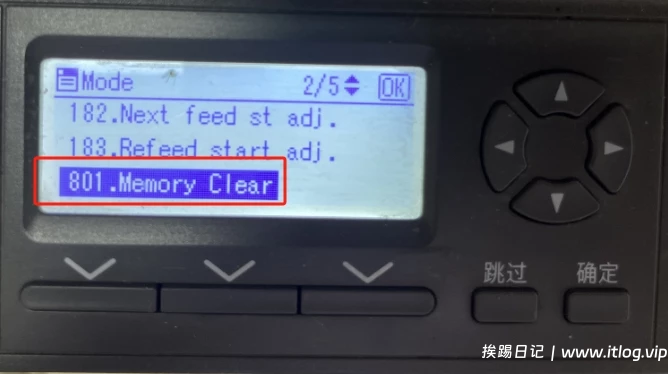 Mode 2/5 OK
182.Next feed st adj.
183.Refeed start adj.
801.Memory Clear
跳过 确定
挨踢日记 | www.itlog.vip